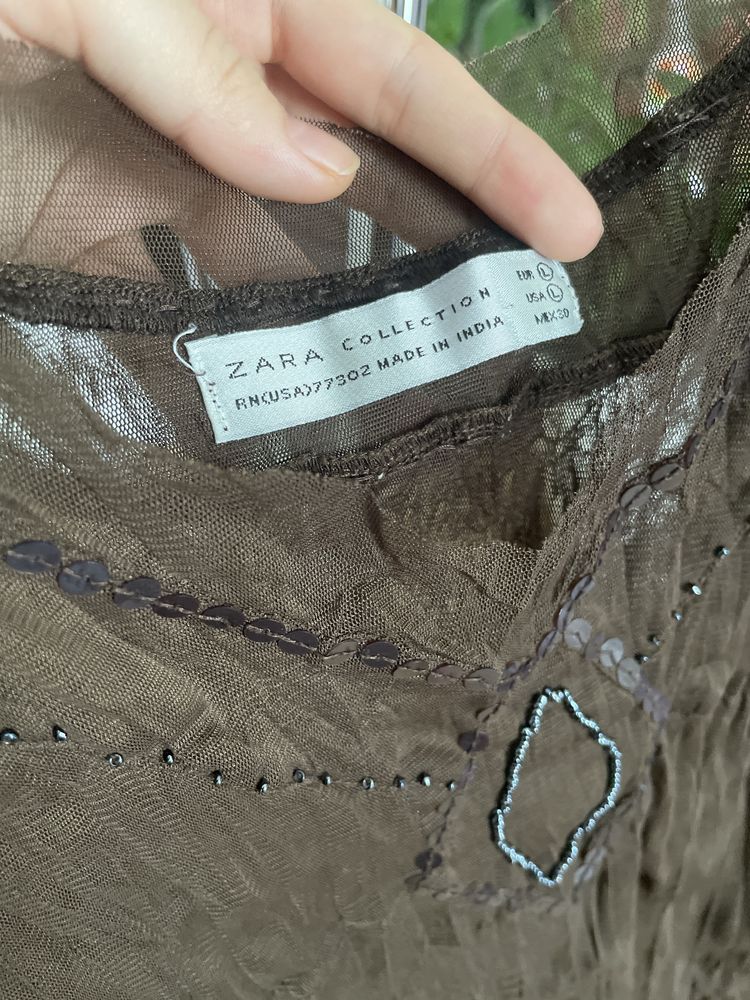 ZARA COLLECTION
RN(USA)77302 MADE IN INDIA
EUR L
USA L
MEX 30